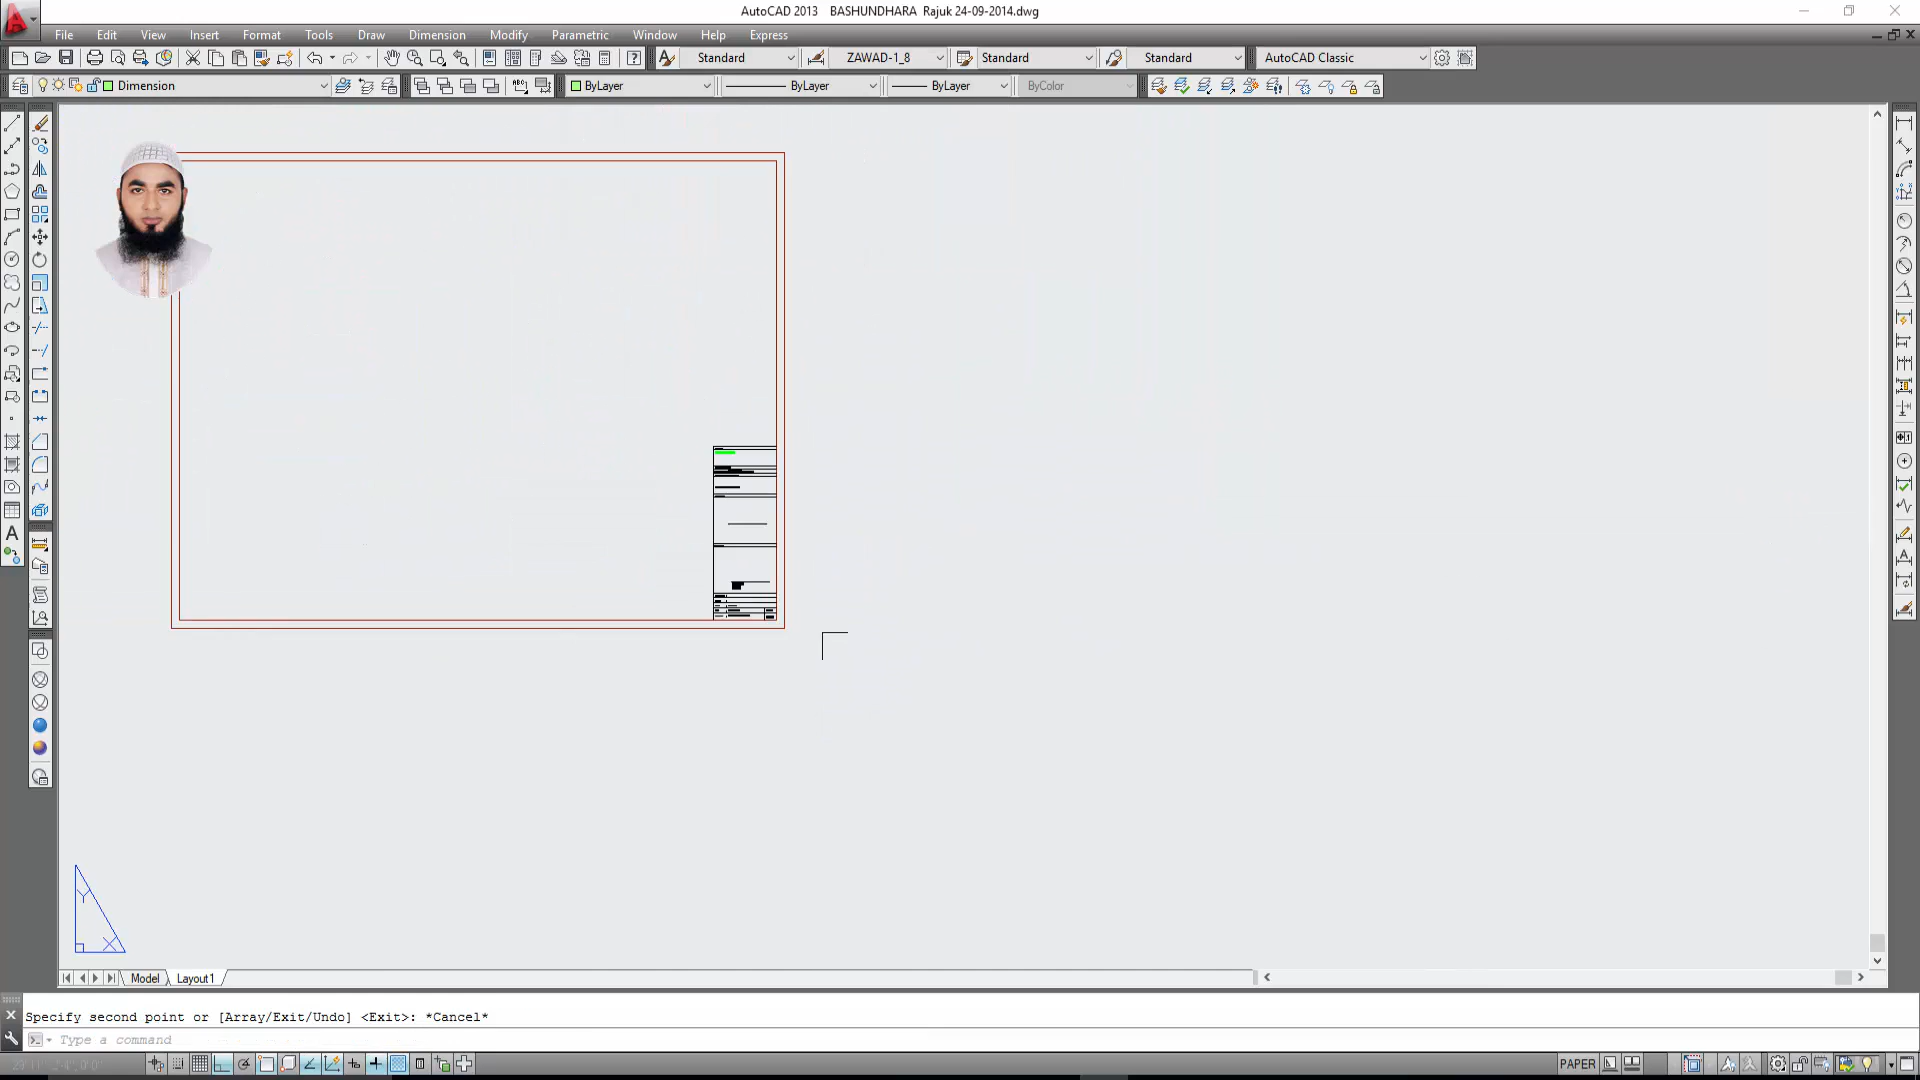 AutoCAD 2013 BASHUNDHARA Rajuk 24-09-2014.dwg
File Edit View Insert Format Tools Draw Dimension Modify Parametric Window Help Express
Standard ZAWAD-1_8 Standard Standard AutoCAD Classic
Dimension ByLayer ByLayer ByLayer ByColor
Y
X
Model Layout1
Specify second point or [Array/Exit/Undo] <Exit>: *Cancel*
Type a command
PAPER